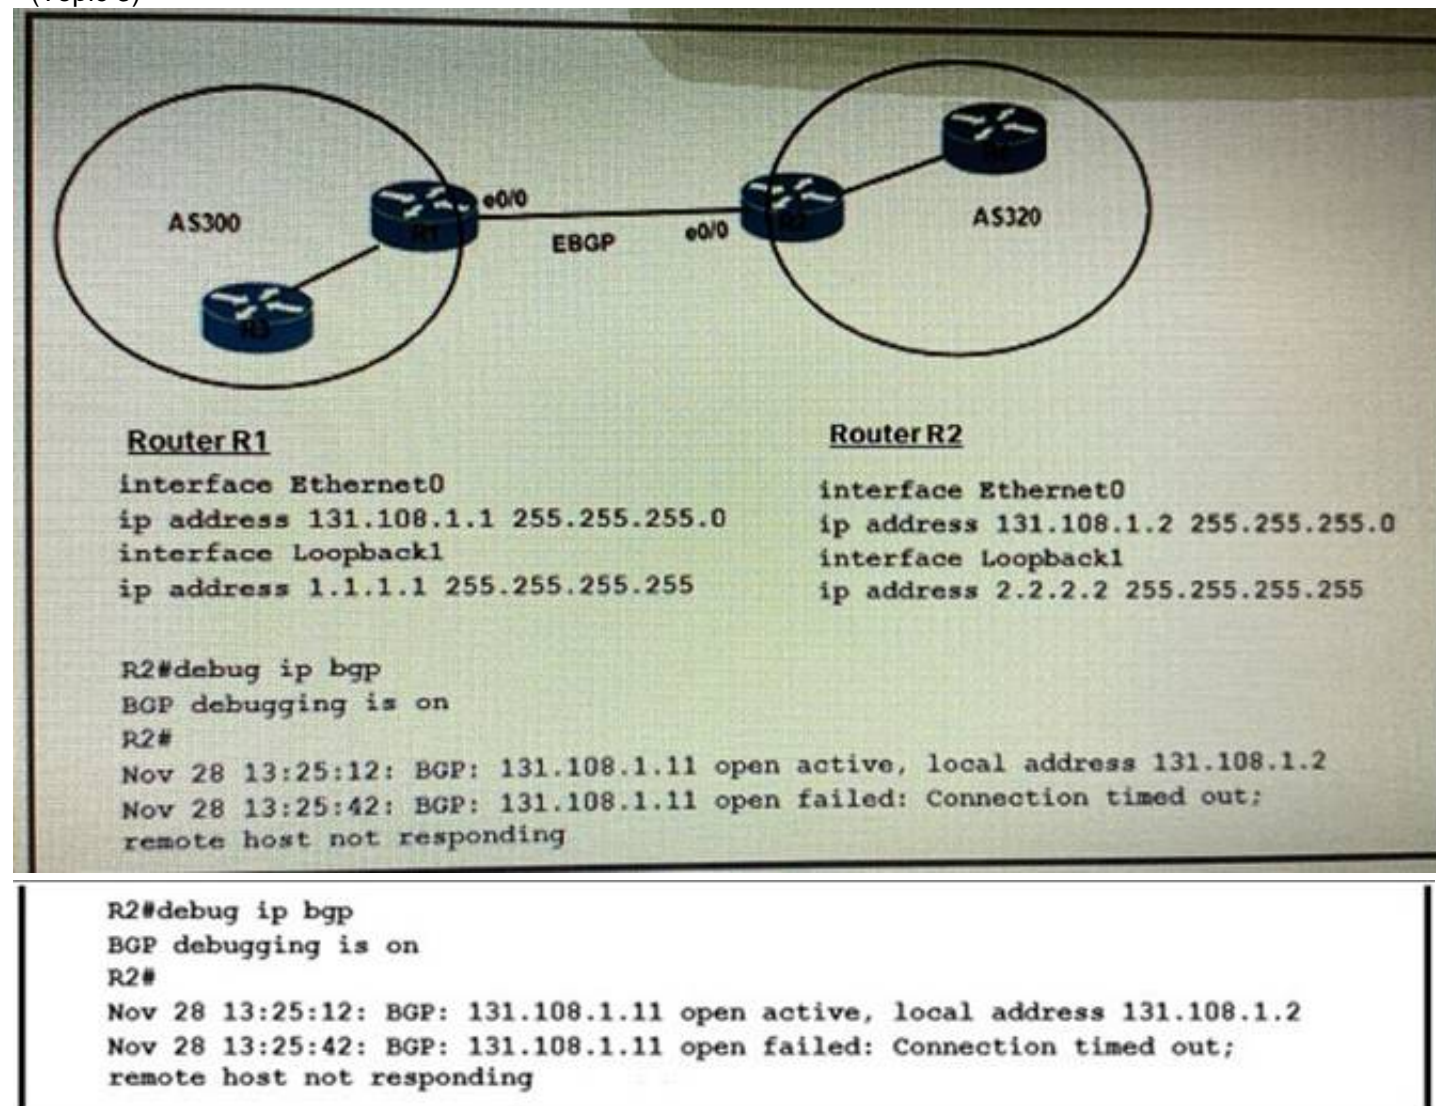 (Topic 3)
e0/0
AS300
R1
EBGP
e0/0
R2
AS320
R3
Router R1
interface Ethernet0
ip address 131.108.1.1 255.255.255.0
interface Loopback1
ip address 1.1.1.1 255.255.255.255
Router R2
interface Ethernet0
ip address 131.108.1.2 255.255.255.0
interface Loopback1
ip address 2.2.2.2 255.255.255.255
R2#debug ip bgp
BGP debugging is on
R2#
Nov 28 13:25:12: BGP: 131.108.1.11 open active, local address 131.108.1.2
Nov 28 13:25:42: BGP: 131.108.1.11 open failed: Connection timed out;
remote host not responding
R2#debug ip bgp
BGP debugging is on
R2#
Nov 28 13:25:12: BGP: 131.108.1.11 open active, local address 131.108.1.2
Nov 28 13:25:42: BGP: 131.108.1.11 open failed: Connection timed out;
remote host not responding